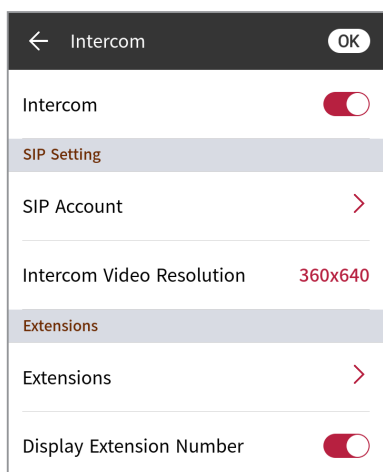 Intercom OK
Intercom
SIP Setting
SIP Account
Intercom Video Resolution 360x640
Extensions
Extensions
Display Extension Number